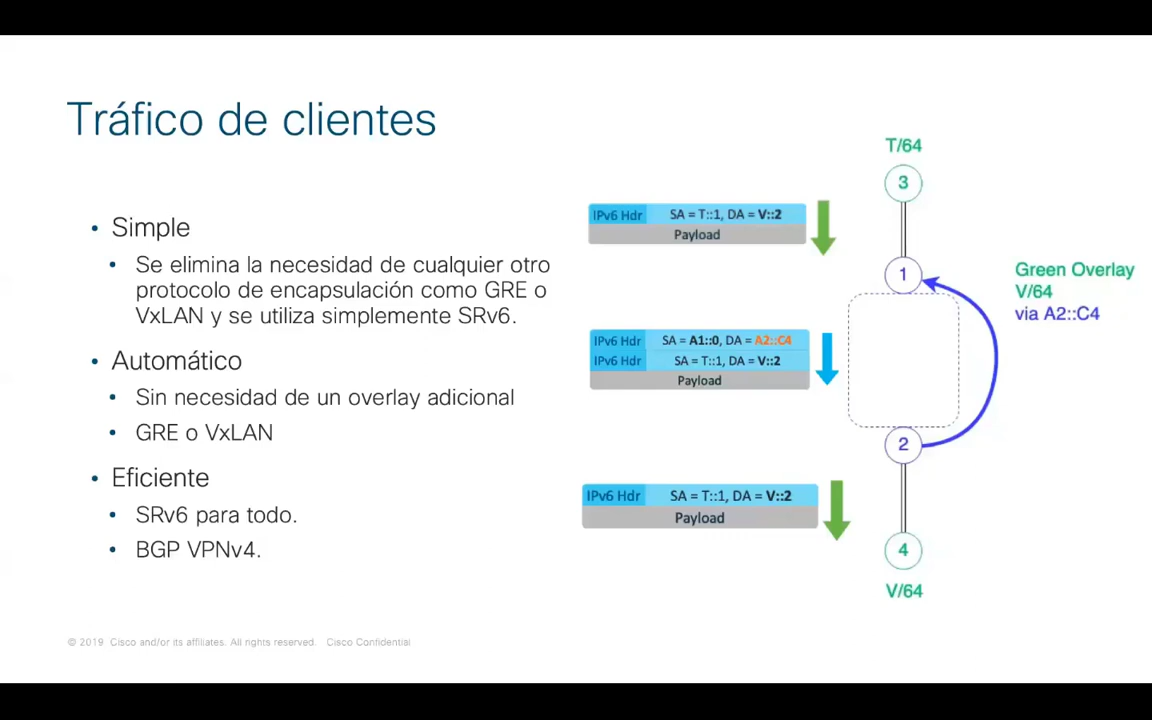 Tráfico de clientes
• Simple
• Se elimina la necesidad de cualquier otro
protocolo de encapsulación como GRE o
VxLAN y se utiliza simplemente SRv6.
• Automático
• Sin necesidad de un overlay adicional
• GRE o VxLAN
• Eficiente
• SRv6 para todo.
• BGP VPNv4.
T/64
3
IPv6 Hdr SA = T::1, DA = V::2
Payload
1
Green Overlay
V/64
via A2::C4
IPv6 Hdr SA = A1::0, DA = A2::C4
IPv6 Hdr SA = T::1, DA = V::2
Payload
2
IPv6 Hdr SA = T::1, DA = V::2
Payload
4
V/64
© 2019 Cisco and/or its affiliates. All rights reserved. Cisco Confidential